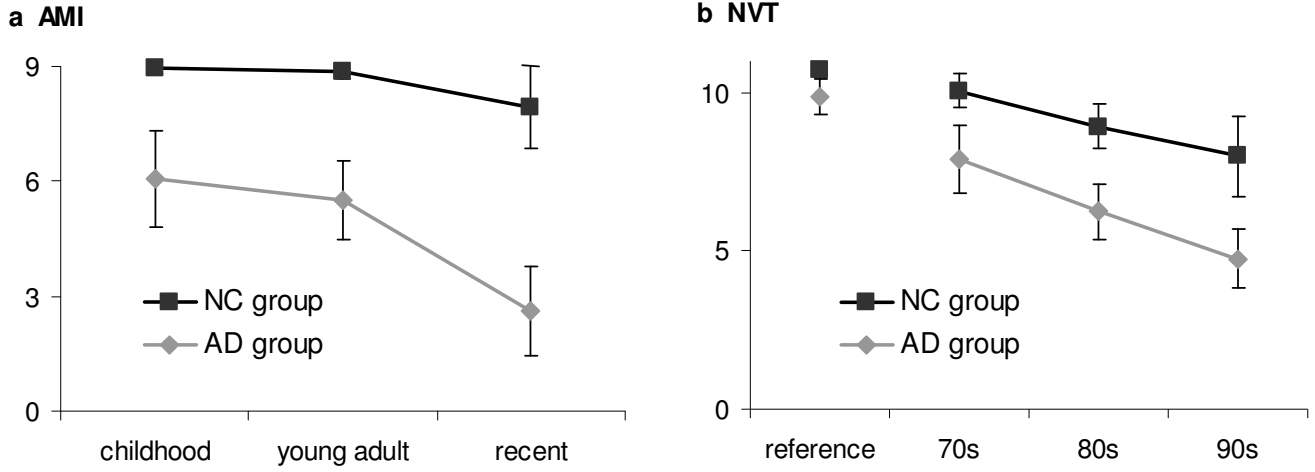 a AMI
9
6
3
0
NC group
AD group
childhood young adult recent
b NVT
10
5
0
NC group
AD group
reference 70s 80s 90s